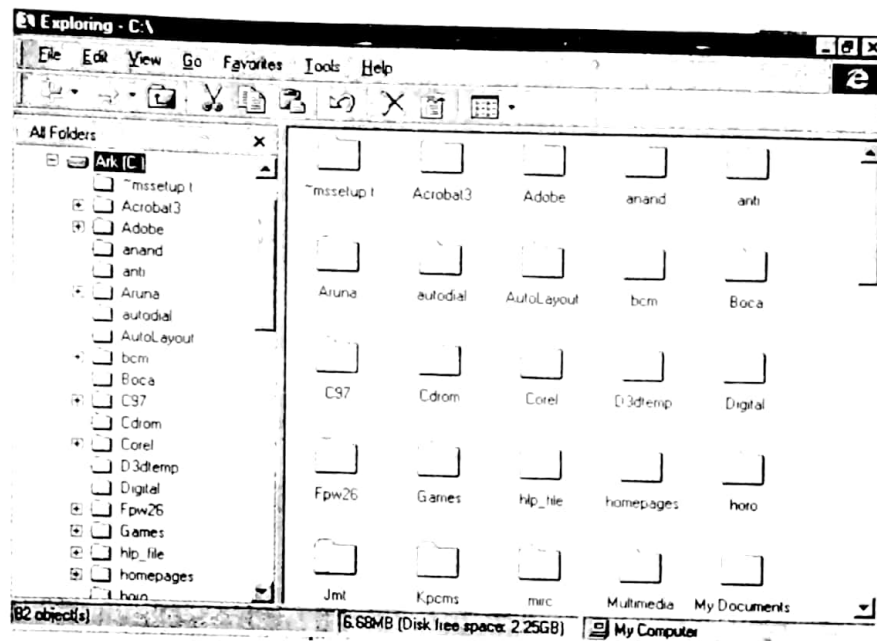 Exploring - C:\
File Edit View Go Favorites Tools Help
All Folders
Ark (C:)
~mssetup.t
Acrobat3
Adobe
anand
anti
Aruna
autodial
AutoLayout
bcm
Boca
C97
Cdrom
Corel
D3dtemp
Digital
Fpw26
Games
hlp_file
homepages
horo
~mssetup.t Acrobat3 Adobe anand anti
Aruna autodial AutoLayout bcm Boca
C97 Cdrom Corel D3dtemp Digital
Fpw26 Games hlp_file homepages horo
Jmt Kpcms mirc Multimedia My Documents
82 object(s) 6.68MB (Disk free space: 2.25GB) My Computer